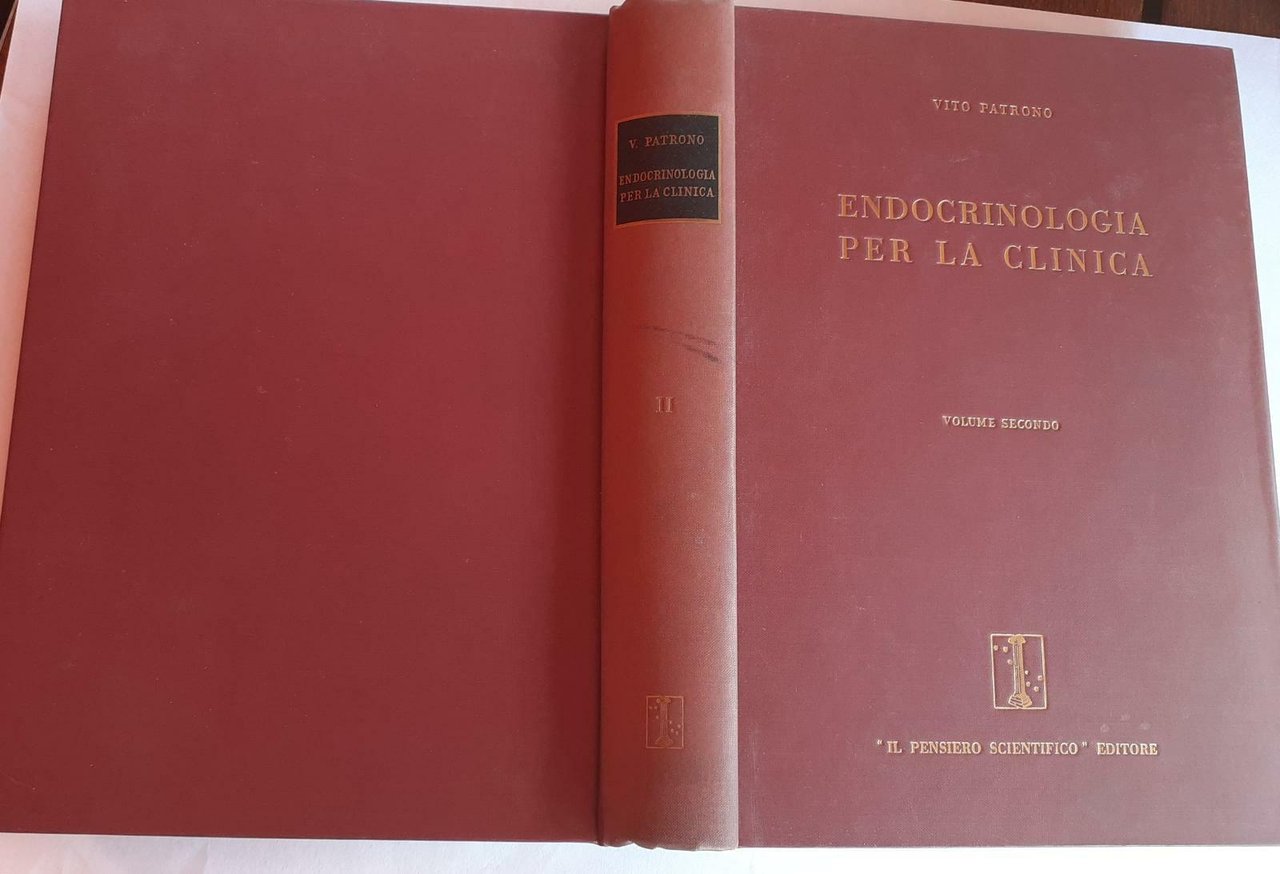 V. PATRONO
ENDOCRINOLOGIA
PER LA CLINICA
II
VITO PATRONO
ENDOCRINOLOGIA
PER LA CLINICA
VOLUME SECONDO
"IL PENSIERO SCIENTIFICO" EDITORE